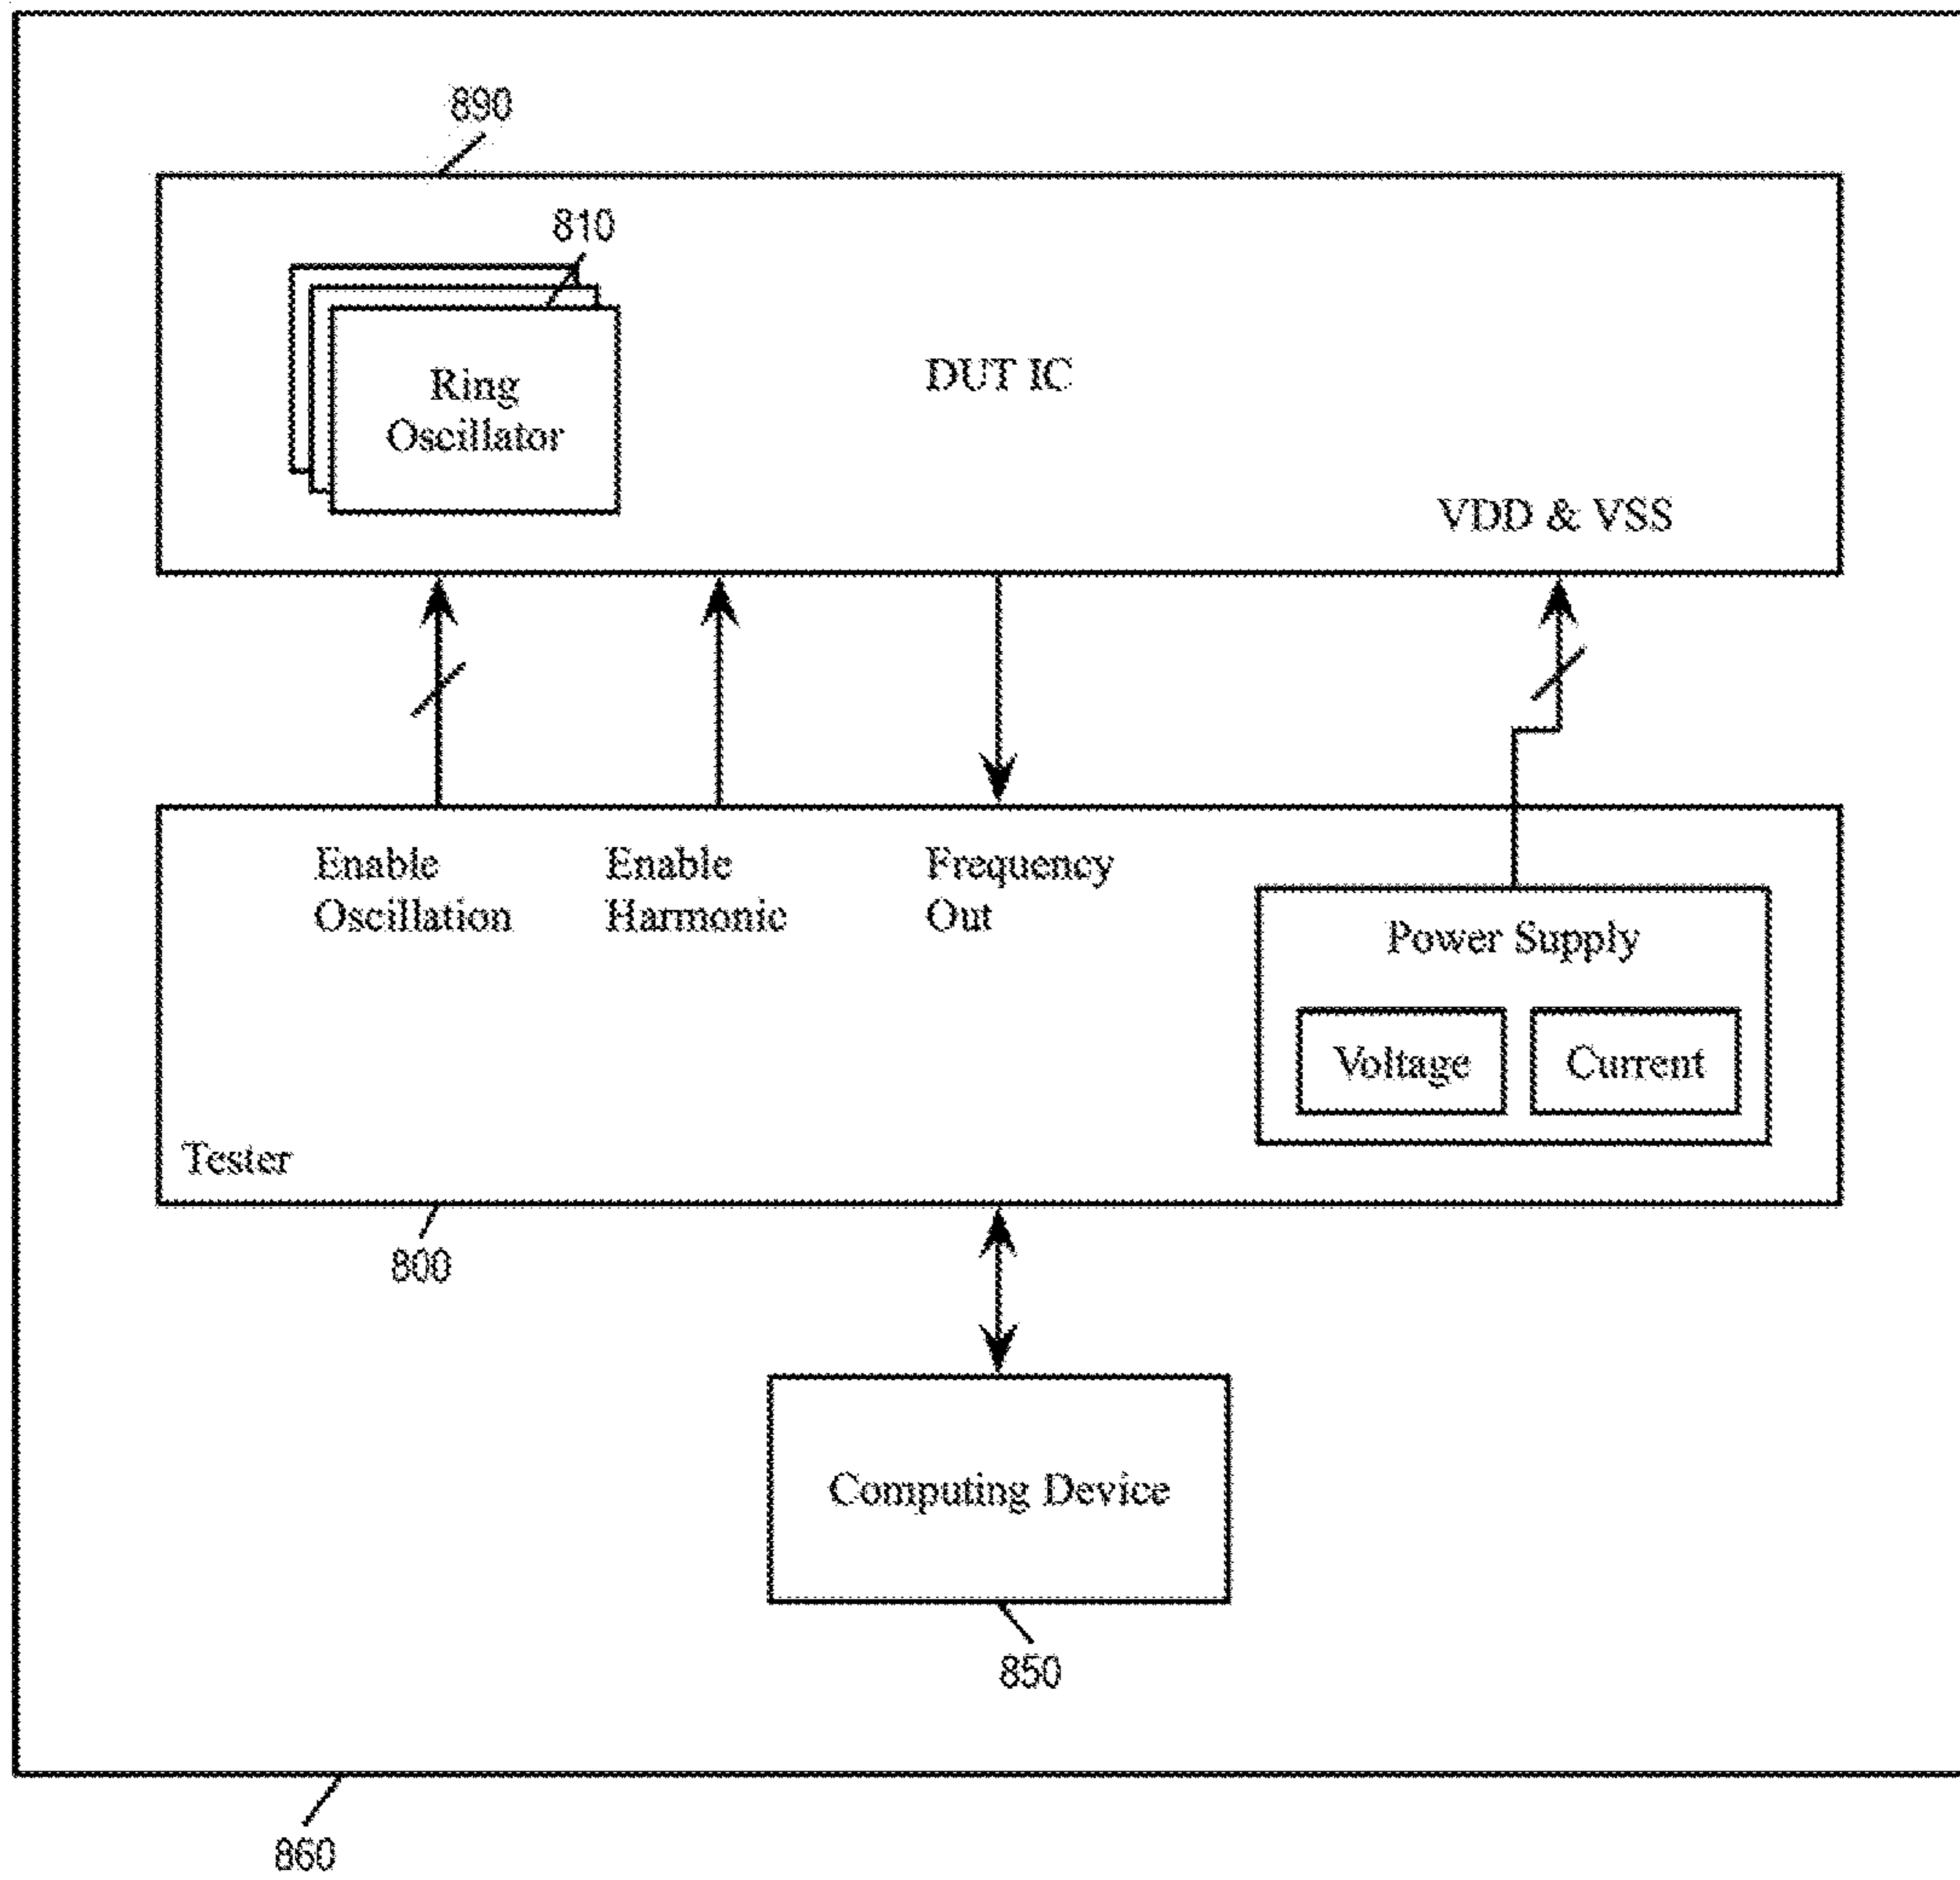 890
810
Ring
Oscillator
DUT IC
VDD & VSS
Enable
Oscillation
Enable
Harmonic
Frequency
Out
Power Supply
Voltage
Current
Tester
800
Computing Device
850
860